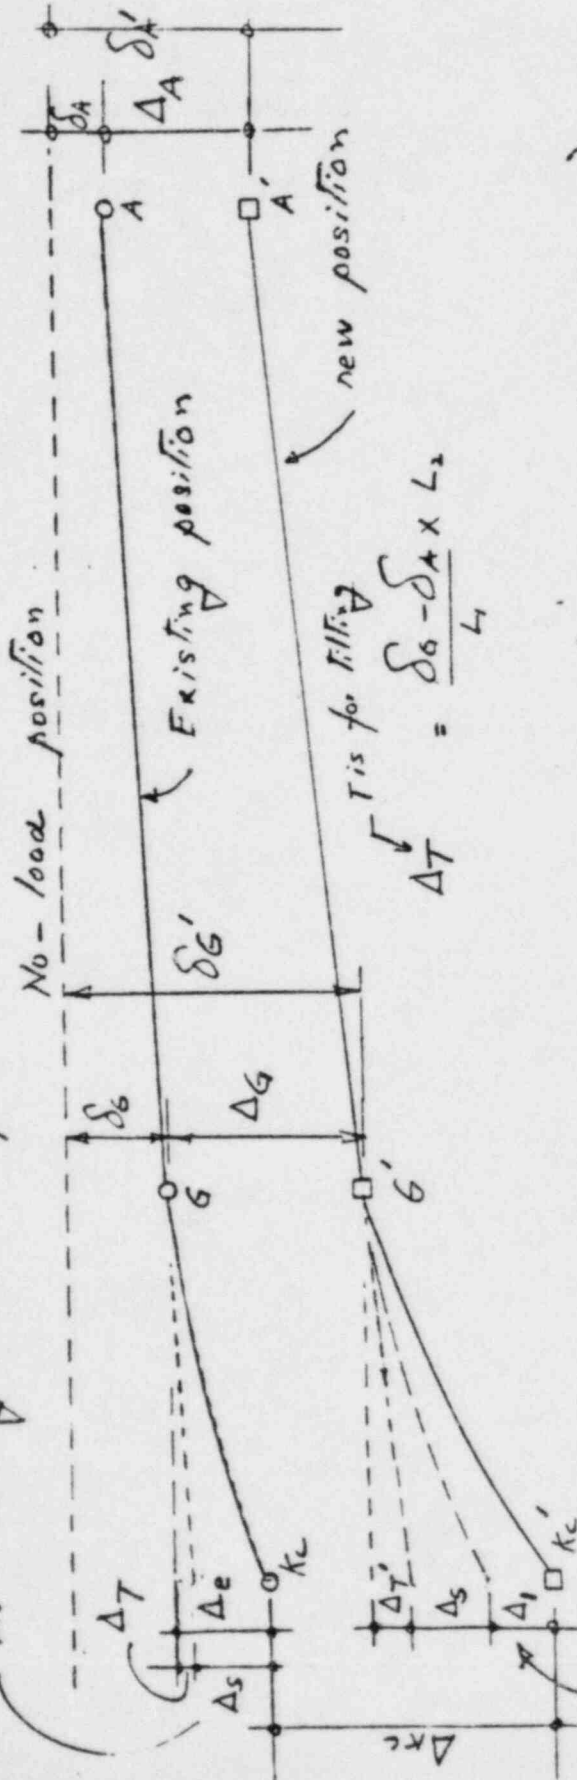 δA'
δA
ΔA
No-load position
A
A'
Existing position
new position
δG'
δG
ΔG
G
G'
T is for tilting
ΔT
= δG - δA x L2
L1
ΔT
Δe
Δs
Kc
ΔT'
Δs
Δ1
Kc'
ΔKc